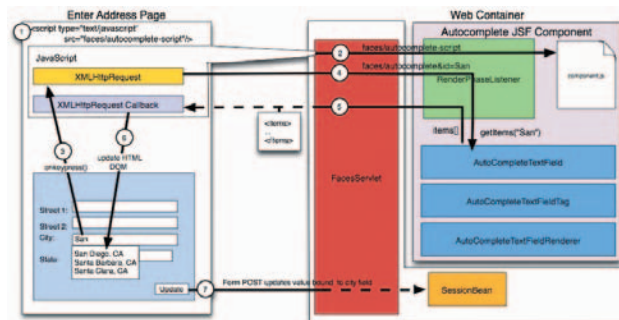 Enter Address Page
Web Container
1
<script type="text/javascript"
src="faces/autocomplete-script"/>
Autocomplete JSF Component
JavaScript
2
faces/autocomplete-script
XMLHttpRequest
4
faces/autocomplete&id=San
RenderPhaseListener
component.js
XMLHttpRequest Callback
5
<items>
...
</items>
items[]
getItems("San")
3
6
onkeypress()
update HTML
DOM
FacesServlet
AutoCompleteTextField
Street 1:
Street 2:
City:
San
AutoCompleteTextFieldTag
State:
San Diego, CA
Santa Barbara, CA
Santa Clara, CA
AutoCompleteTextFieldRenderer
Update
7
Form POST updates value bound to city field
SessionBean